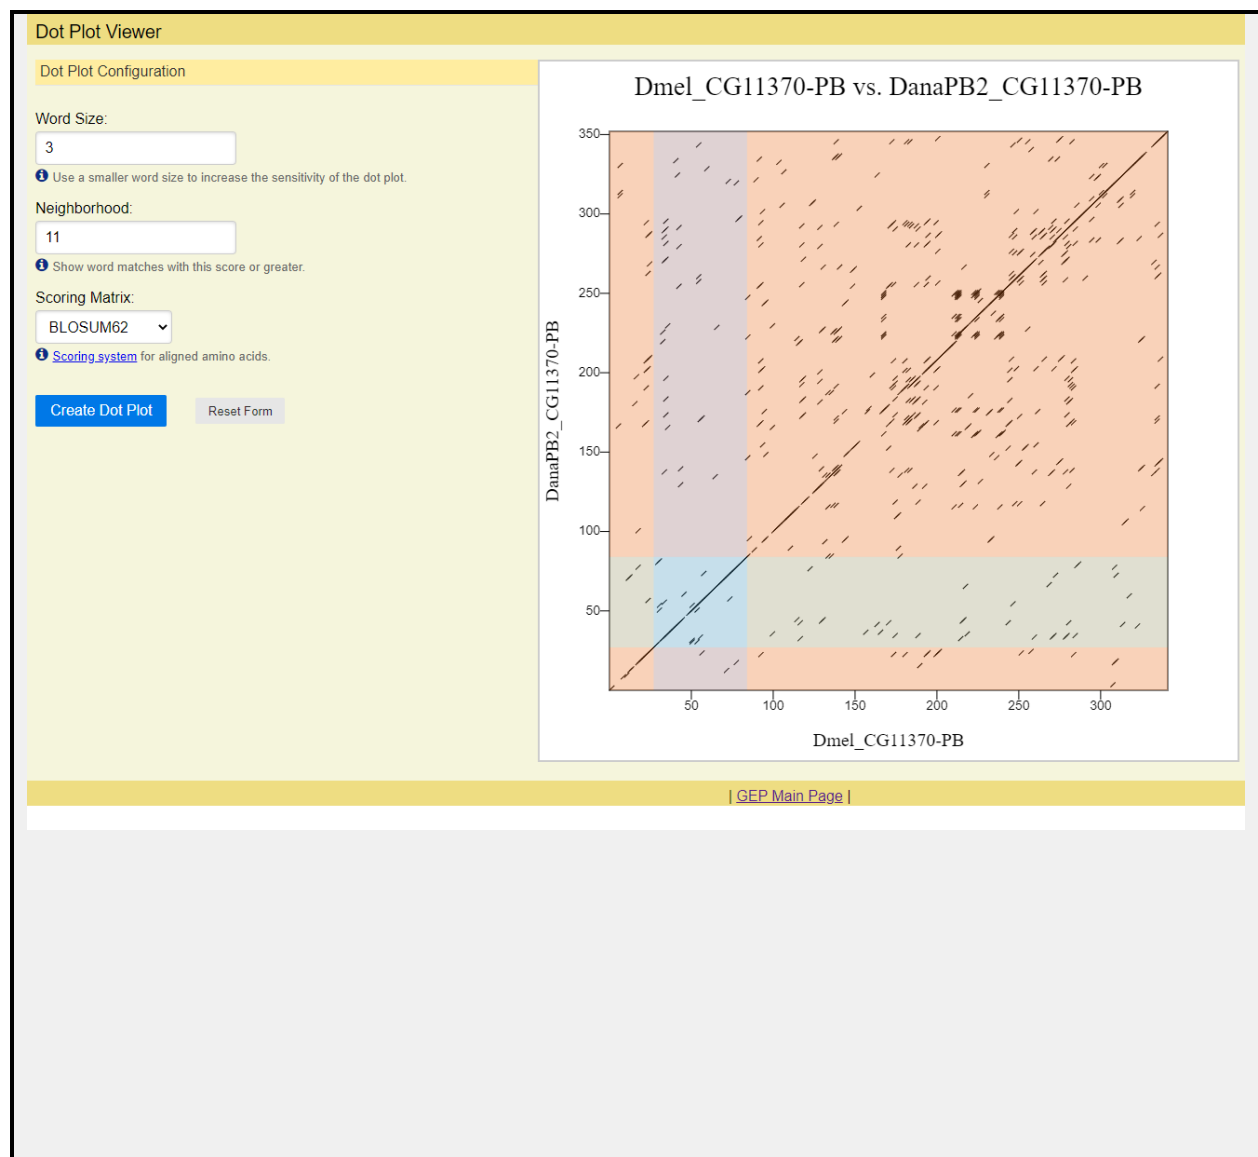 Dot Plot Viewer
Dot Plot Configuration
Word Size:
3
Use a smaller word size to increase the sensitivity of the dot plot.
Neighborhood:
11
Show word matches with this score or greater.
Scoring Matrix:
BLOSUM62
Scoring system for aligned amino acids.
Create Dot Plot
Reset Form
Dmel_CG11370-PB vs. DanaPB2_CG11370-PB
350
300
250
200
150
100
50
DanaPB2_CG11370-PB
50 100 150 200 250 300
Dmel_CG11370-PB
| GEP Main Page |